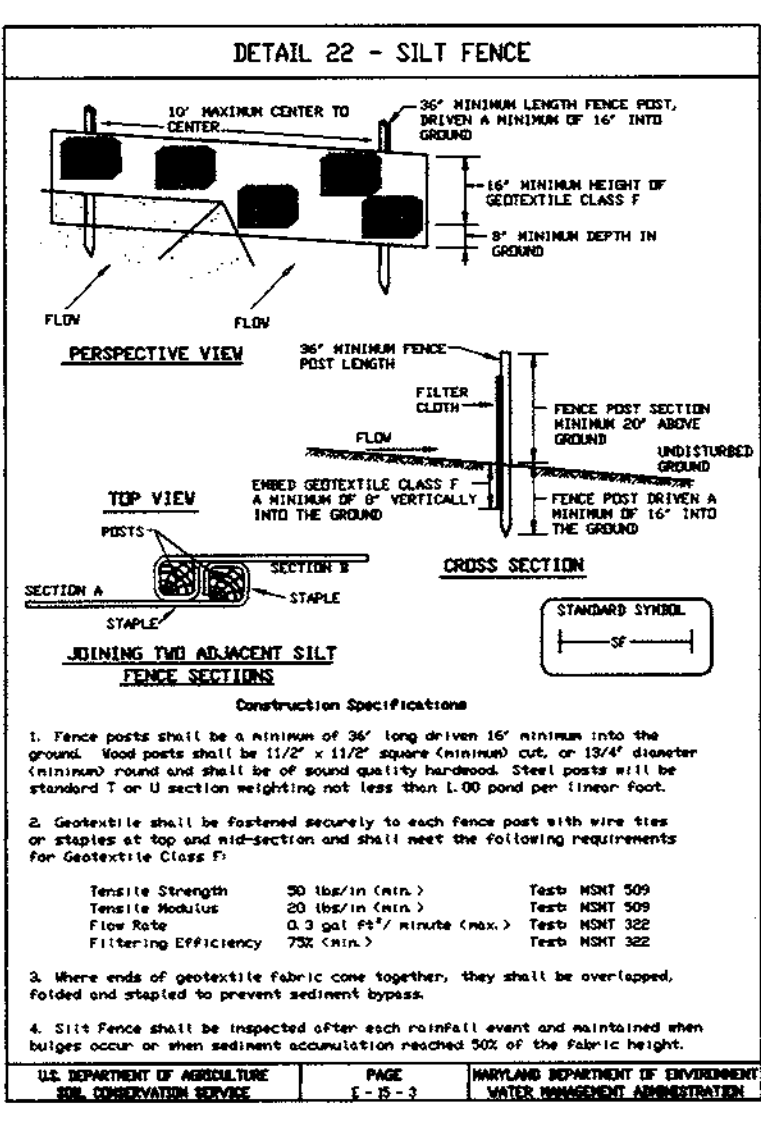 DETAIL 22 - SILT FENCE
10' MAXIMUM CENTER TO
CENTER
36" MINIMUM LENGTH FENCE POST,
DRIVEN A MINIMUM OF 16" INTO
GROUND
16" MINIMUM HEIGHT OF
GEOTEXTILE CLASS F
8" MINIMUM DEPTH IN
GROUND
FLOW
FLOW
PERSPECTIVE VIEW
36" MINIMUM FENCE
POST LENGTH
FILTER
CLOTH
FENCE POST SECTION
MINIMUM 20" ABOVE
GROUND
FLOW
UNDISTURBED
GROUND
EMBED GEOTEXTILE CLASS F
A MINIMUM OF 8" VERTICALLY
INTO THE GROUND
FENCE POST DRIVEN A
MINIMUM OF 16" INTO
THE GROUND
TOP VIEW
POSTS
SECTION B
SECTION A
STAPLE
STAPLE
CROSS SECTION
STANDARD SYMBOL
SF
JOINING TWO ADJACENT SILT
FENCE SECTIONS
Construction Specifications
1. Fence posts shall be a minimum of 36" long driven 16" minimum into the
ground. Wood posts shall be 11/2" x 11/2" square (minimum) cut, or 13/4" diameter
(minimum) round and shall be of sound quality hardwood. Steel posts will be
standard T or U section weighting not less than 1.00 pond per linear foot.
2. Geotextile shall be fastened securely to each fence post with wire ties
or staples at top and mid-section and shall meet the following requirements
for Geotextile Class F:
Tensile Strength 50 lbs/in (min.) Test: MSMT 509
Tensile Modulus 20 lbs/in (min.) Test: MSMT 509
Flow Rate 0.3 gal ft²/ minute (max.) Test: MSMT 322
Filtering Efficiency 75% (min.) Test: MSMT 322
3. Where ends of geotextile fabric come together, they shall be overlapped,
folded and stapled to prevent sediment bypass.
4. Silt Fence shall be inspected after each rainfall event and maintained when
bulges occur or when sediment accumulation reached 50% of the fabric height.
U.S. DEPARTMENT OF AGRICULTURE
SOIL CONSERVATION SERVICE
PAGE
E - 15 - 3
MARYLAND DEPARTMENT OF ENVIRONMENT
WATER MANAGEMENT ADMINISTRATION